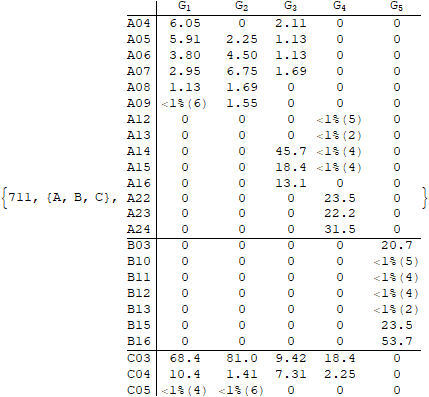 G1 G2 G3 G4 G5
A04 6.05 0 2.11 0 0
A05 5.91 2.25 1.13 0 0
A06 3.80 4.50 1.13 0 0
A07 2.95 6.75 1.69 0 0
A08 1.13 1.69 0 0 0
A09 <1%(6) 1.55 0 0 0
A12 0 0 0 <1%(5) 0
A13 0 0 0 <1%(2) 0
A14 0 0 45.7 <1%(4) 0
A15 0 0 18.4 <1%(4) 0
A16 0 0 13.1 0 0
{711, {A, B, C}, A22 0 0 0 23.5 0 }
A23 0 0 0 22.2 0
A24 0 0 0 31.5 0
B03 0 0 0 0 20.7
B10 0 0 0 0 <1%(5)
B11 0 0 0 0 <1%(4)
B12 0 0 0 0 <1%(4)
B13 0 0 0 0 <1%(2)
B15 0 0 0 0 23.5
B16 0 0 0 0 53.7
C03 68.4 81.0 9.42 18.4 0
C04 10.4 1.41 7.31 2.25 0
C05 <1%(4) <1%(6) 0 0 0